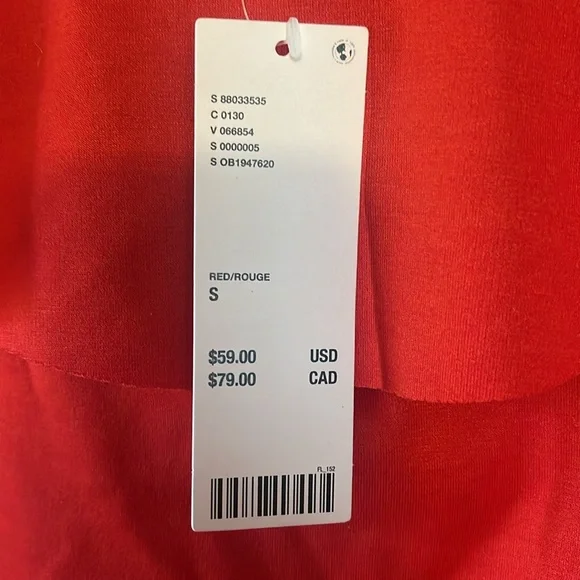 S 88033535
C 0130
V 066854
S 0000005
S OB1947620
RED/ROUGE
S
$59.00 USD
$79.00 CAD
FL_152